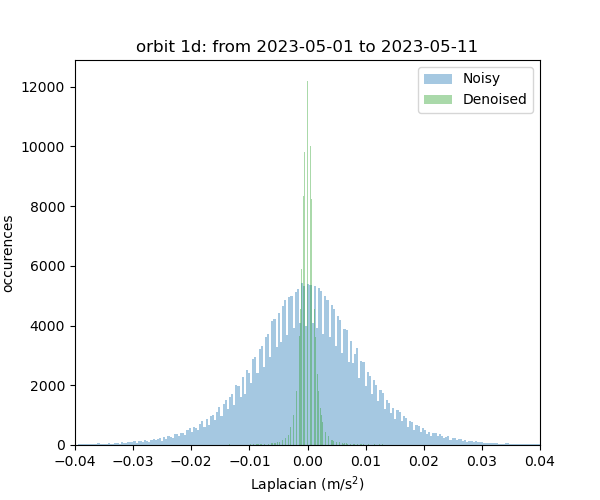 orbit 1d: from 2023-05-01 to 2023-05-11
Noisy
Denoised
12000
10000
8000
6000
4000
2000
0
occurences
−0.04 −0.03 −0.02 −0.01 0.00 0.01 0.02 0.03 0.04
Laplacian (m/s²)